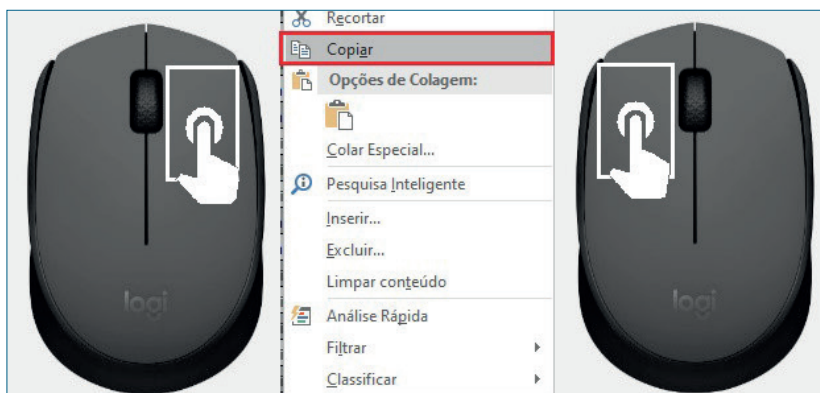 Recortar
Copiar
Opções de Colagem:
Colar Especial...
Pesquisa Inteligente
Inserir...
Excluir...
Limpar conteúdo
Análise Rápida
Filtrar
Classificar
logi
logi